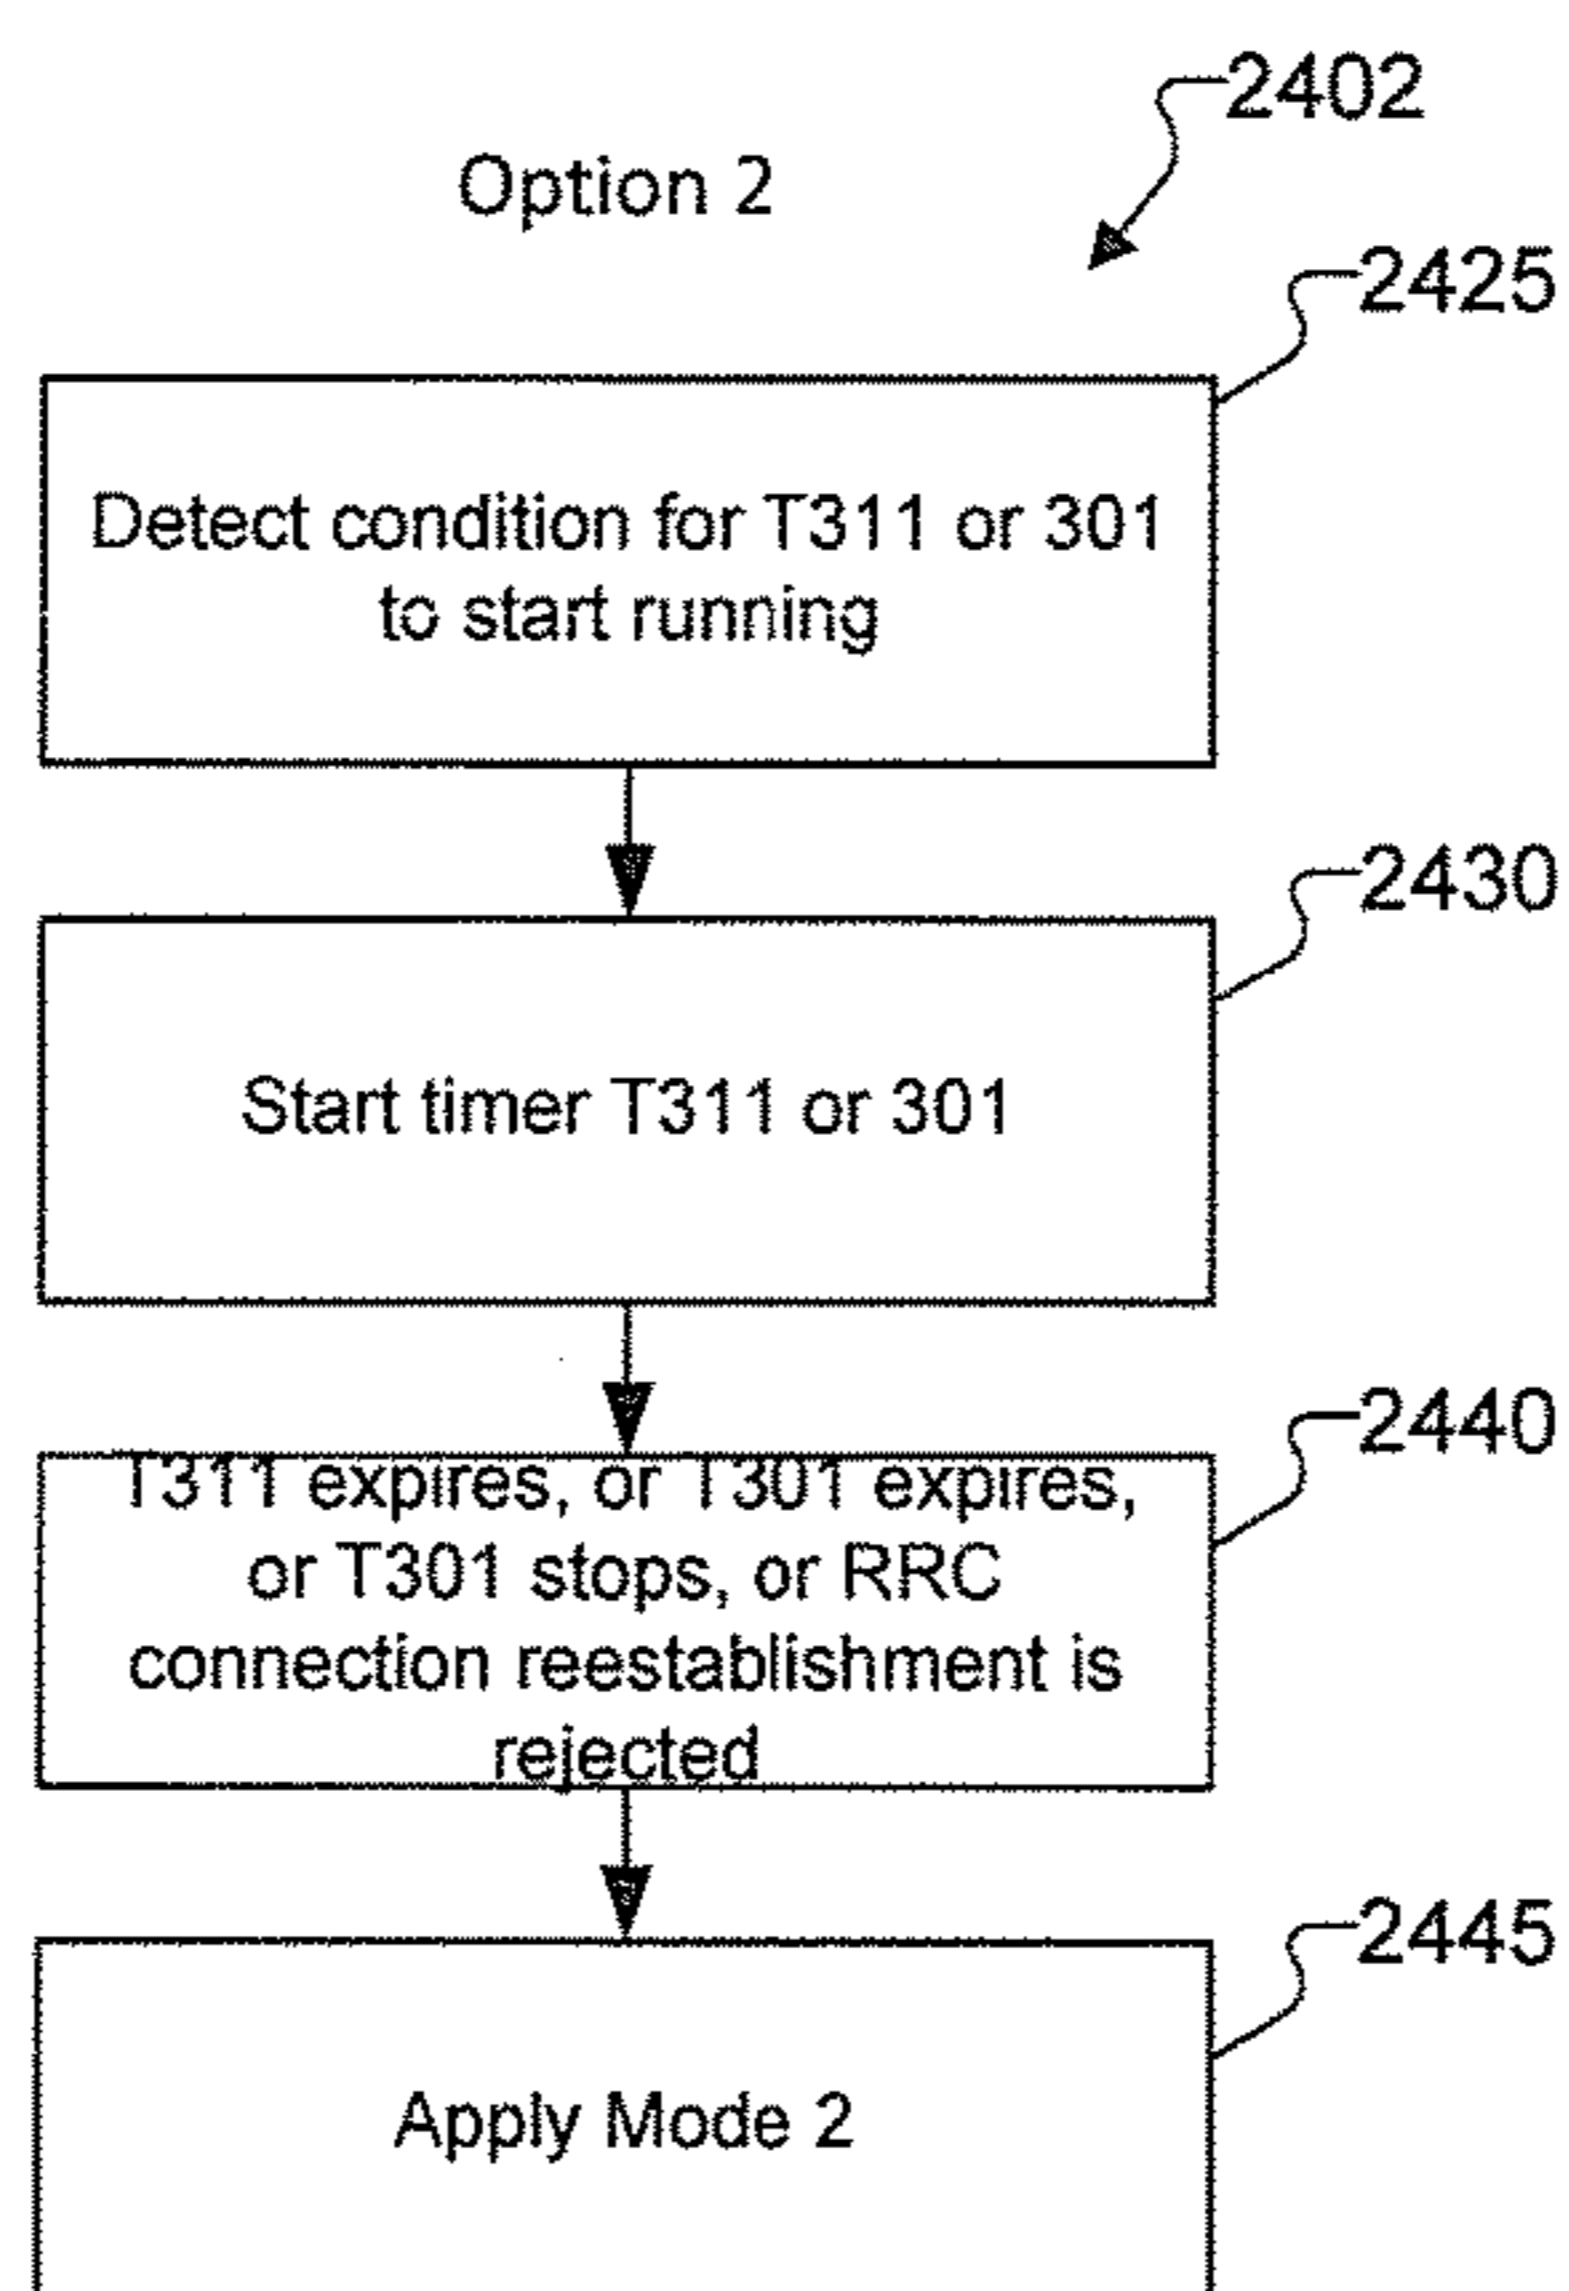 2402
Option 2
2425
Detect condition for T311 or 301
to start running
2430
Start timer T311 or 301
2440
T311 expires, or T301 expires,
or T301 stops, or RRC
connection reestablishment is
rejected
2445
Apply Mode 2